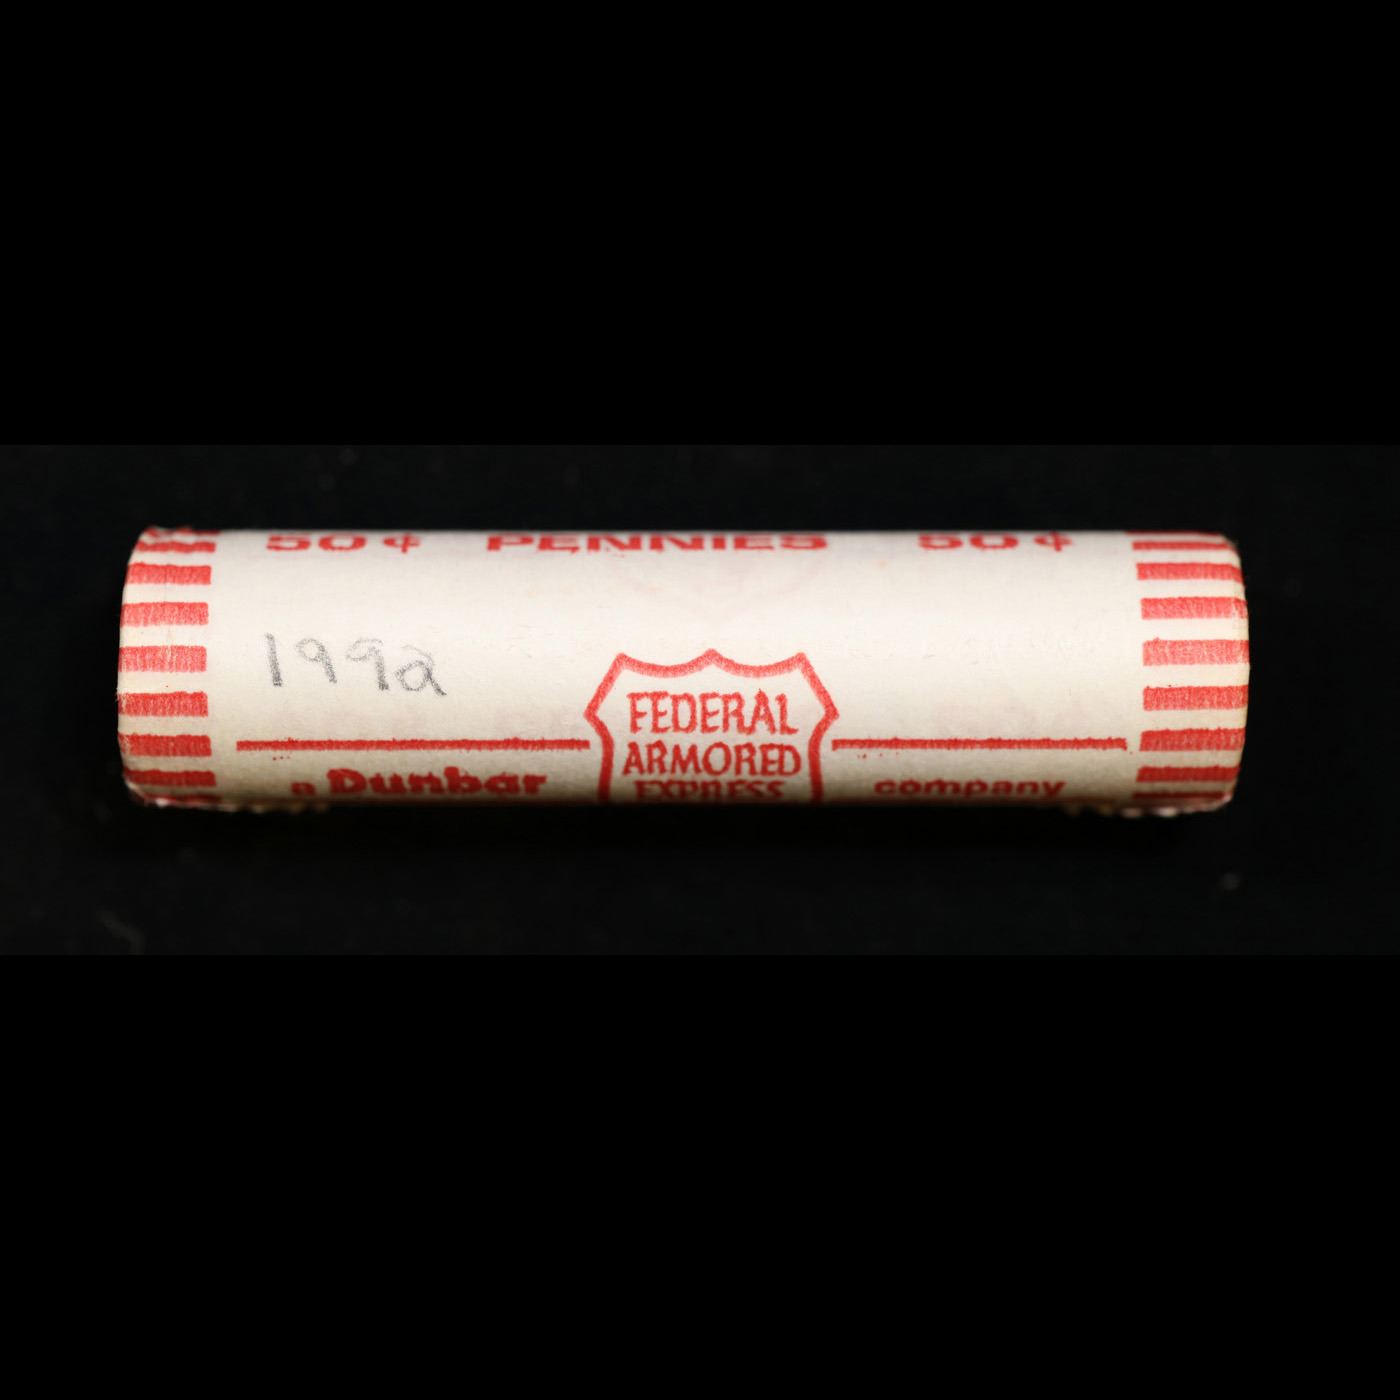 50¢ PENNIES 50¢
1992
FEDERAL
ARMORED
EXPRESS
a Dunbar company